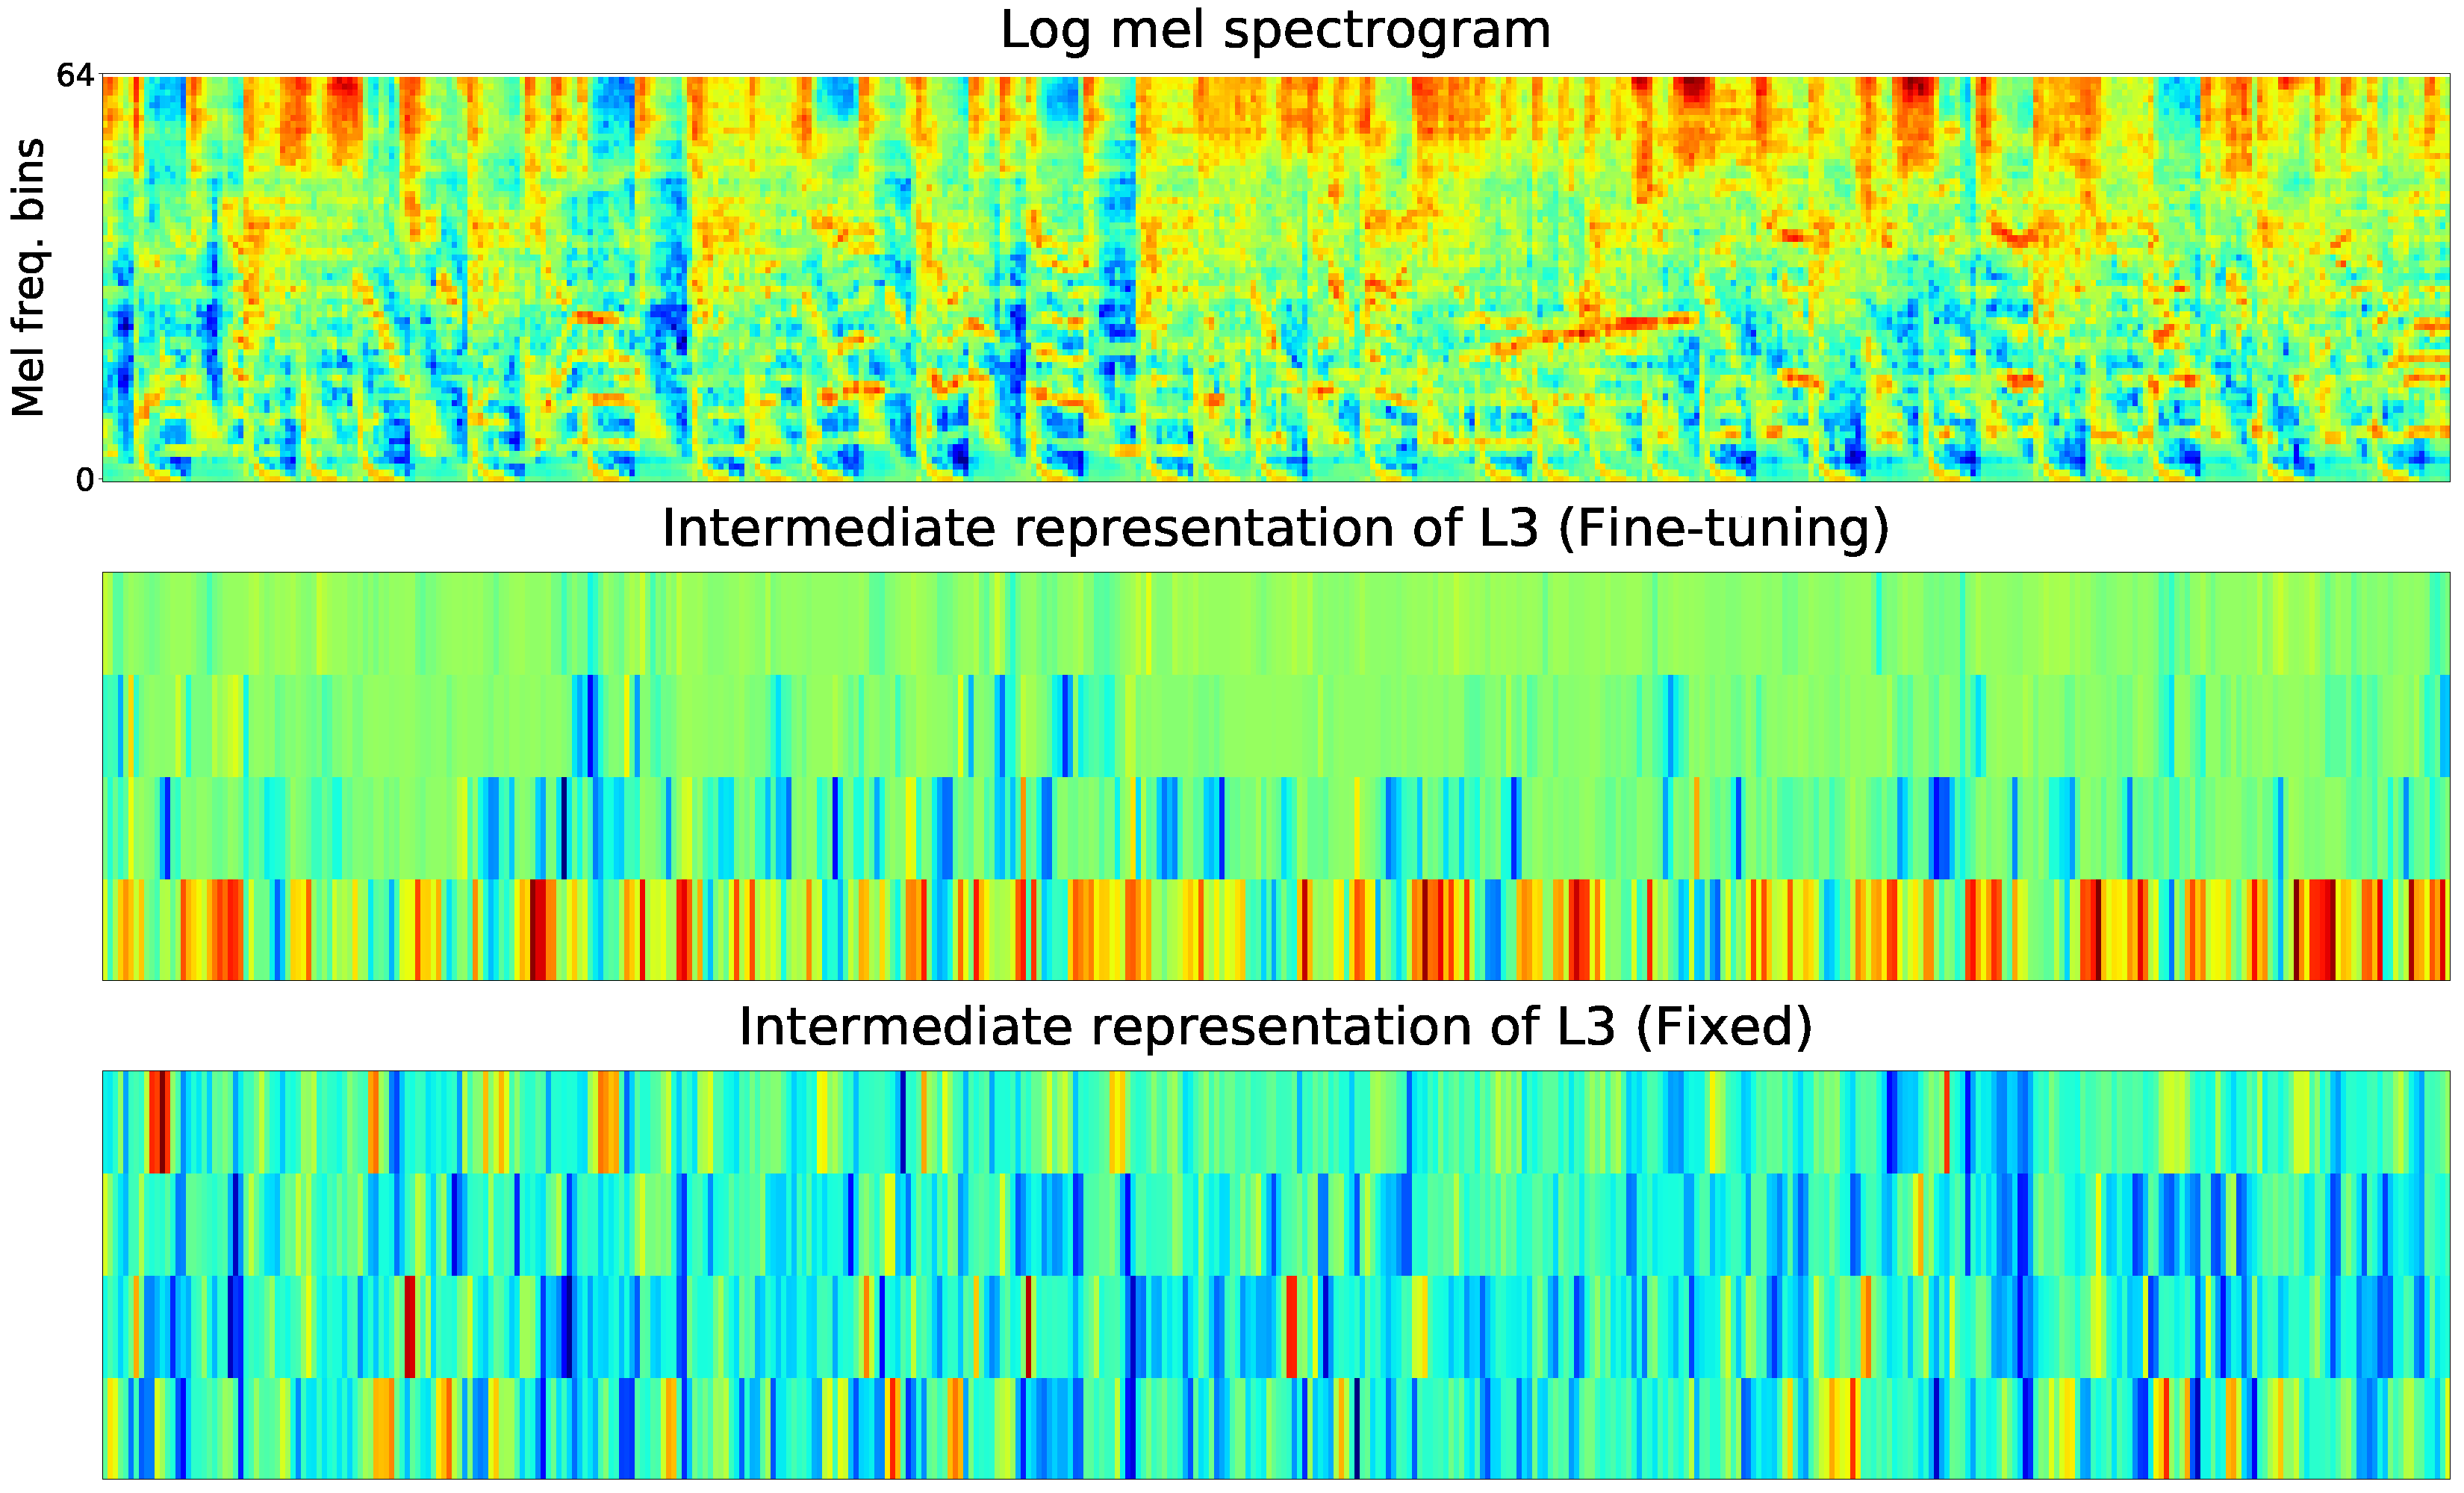 Log mel spectrogram
64
Mel freq. bins
0
Intermediate representation of L3 (Fine-tuning)
Intermediate representation of L3 (Fixed)